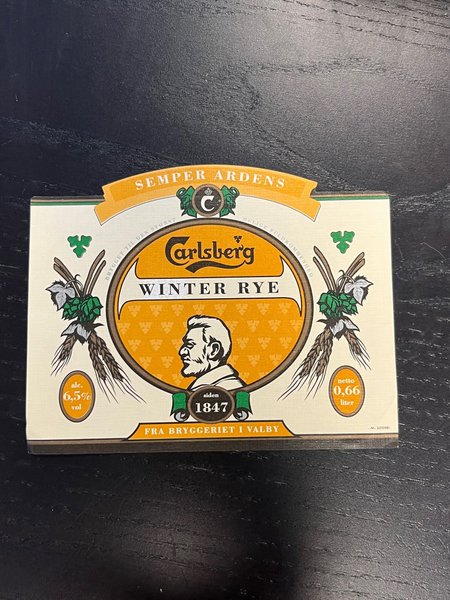 SEMPER ARDENS
C
Carlsberg
WINTER RYE
alc.
6,5%
vol
netto
0,66
liter
siden
1847
FRA BRYGGERIET I VALBY